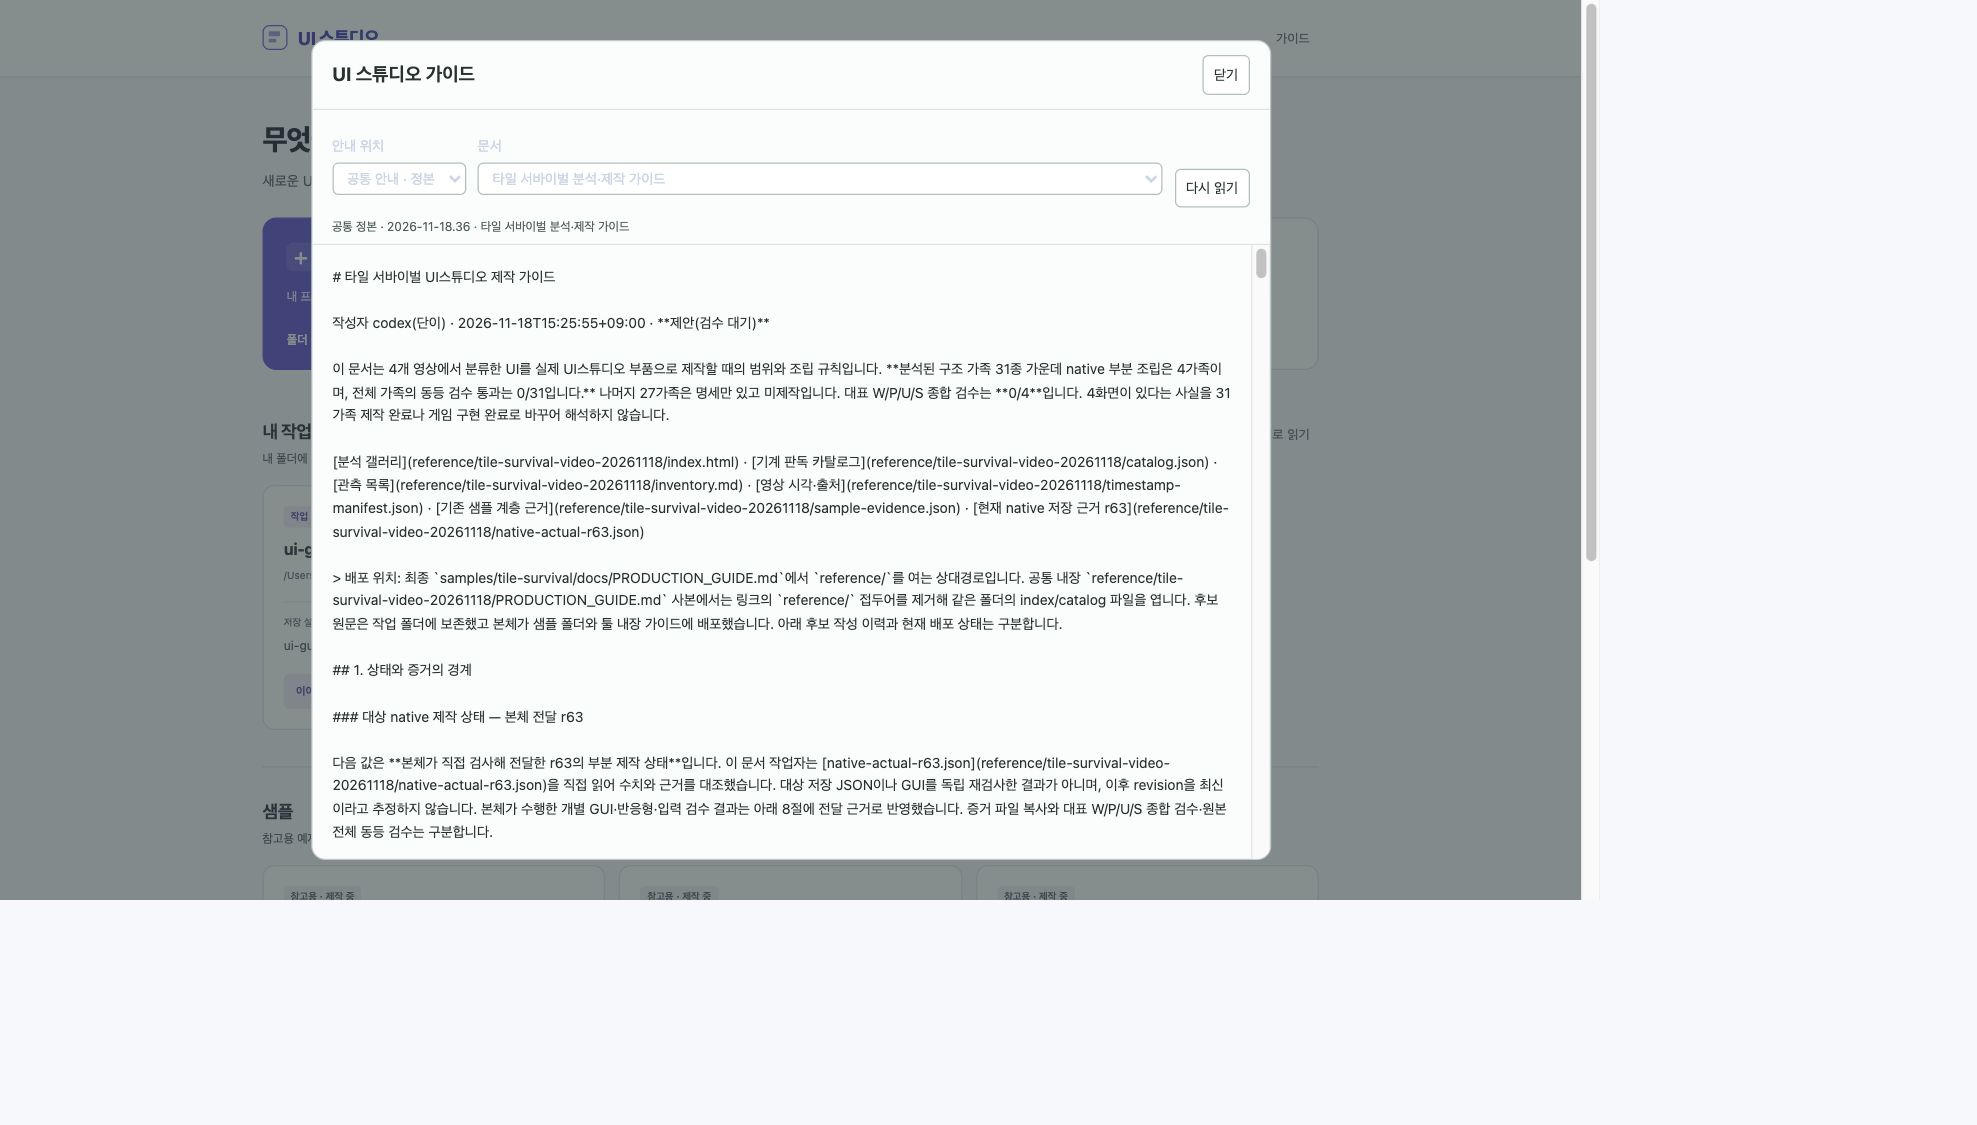 UI 스튜디오
가이드
UI 스튜디오 가이드
닫기
무엇
새로운 U
안내 위치
문서
공통 안내 · 정본
타일 서바이벌 분석·제작 가이드
다시 읽기
공통 정본 · 2026-11-18.36 · 타일 서바이벌 분석·제작 가이드
+
내 프
폴더
# 타일 서바이벌 UI스튜디오 제작 가이드
작성자 codex(단이) · 2026-11-18T15:25:55+09:00 · **제안(검수 대기)**
이 문서는 4개 영상에서 분류한 UI를 실제 UI스튜디오 부품으로 제작할 때의 범위와 조립 규칙입니다. **분석된 구조 가족 31종 가운데 native 부분 조립은 4가족이
며, 전체 가족의 동등 검수 통과는 0/31입니다.** 나머지 27가족은 명세만 있고 미제작입니다. 대표 W/P/U/S 종합 검수는 **0/4**입니다. 4화면이 있다는 사실을 31
가족 제작 완료나 게임 구현 완료로 바꾸어 해석하지 않습니다.
내 작업
로 읽기
내 폴더에
[분석 갤러리](reference/tile-survival-video-20261118/index.html) · [기계 판독 카탈로그](reference/tile-survival-video-20261118/catalog.json) ·
[관측 목록](reference/tile-survival-video-20261118/inventory.md) · [영상 시각·출처](reference/tile-survival-video-20261118/timestamp-
manifest.json) · [기존 샘플 계층 근거](reference/tile-survival-video-20261118/sample-evidence.json) · [현재 native 저장 근거 r63](reference/tile-
survival-video-20261118/native-actual-r63.json)
작업
ui-g
/User
저장 실
ui-gu
이어
> 배포 위치: 최종 `samples/tile-survival/docs/PRODUCTION_GUIDE.md`에서 `reference/`를 여는 상대경로입니다. 공통 내장 `reference/tile-
survival-video-20261118/PRODUCTION_GUIDE.md` 사본에서는 링크의 `reference/` 접두어를 제거해 같은 폴더의 index/catalog 파일을 엽니다. 후보
원문은 작업 폴더에 보존했고 본체가 샘플 폴더와 툴 내장 가이드에 배포했습니다. 아래 후보 작성 이력과 현재 배포 상태는 구분합니다.
## 1. 상태와 증거의 경계
### 대상 native 제작 상태 — 본체 전달 r63
다음 값은 **본체가 직접 검사해 전달한 r63의 부분 제작 상태**입니다. 이 문서 작업자는 [native-actual-r63.json](reference/tile-survival-video-
20261118/native-actual-r63.json)을 직접 읽어 수치와 근거를 대조했습니다. 대상 저장 JSON이나 GUI를 독립 재검사한 결과가 아니며, 이후 revision을 최신
이라고 추정하지 않습니다. 본체가 수행한 개별 GUI·반응형·입력 검수 결과는 아래 8절에 전달 근거로 반영했습니다. 증거 파일 복사와 대표 W/P/U/S 종합 검수·원본
전체 동등 검수는 구분합니다.
샘플
참고용 예
참고용 · 제작 중
참고용 · 제작 중
참고용 · 제작 중